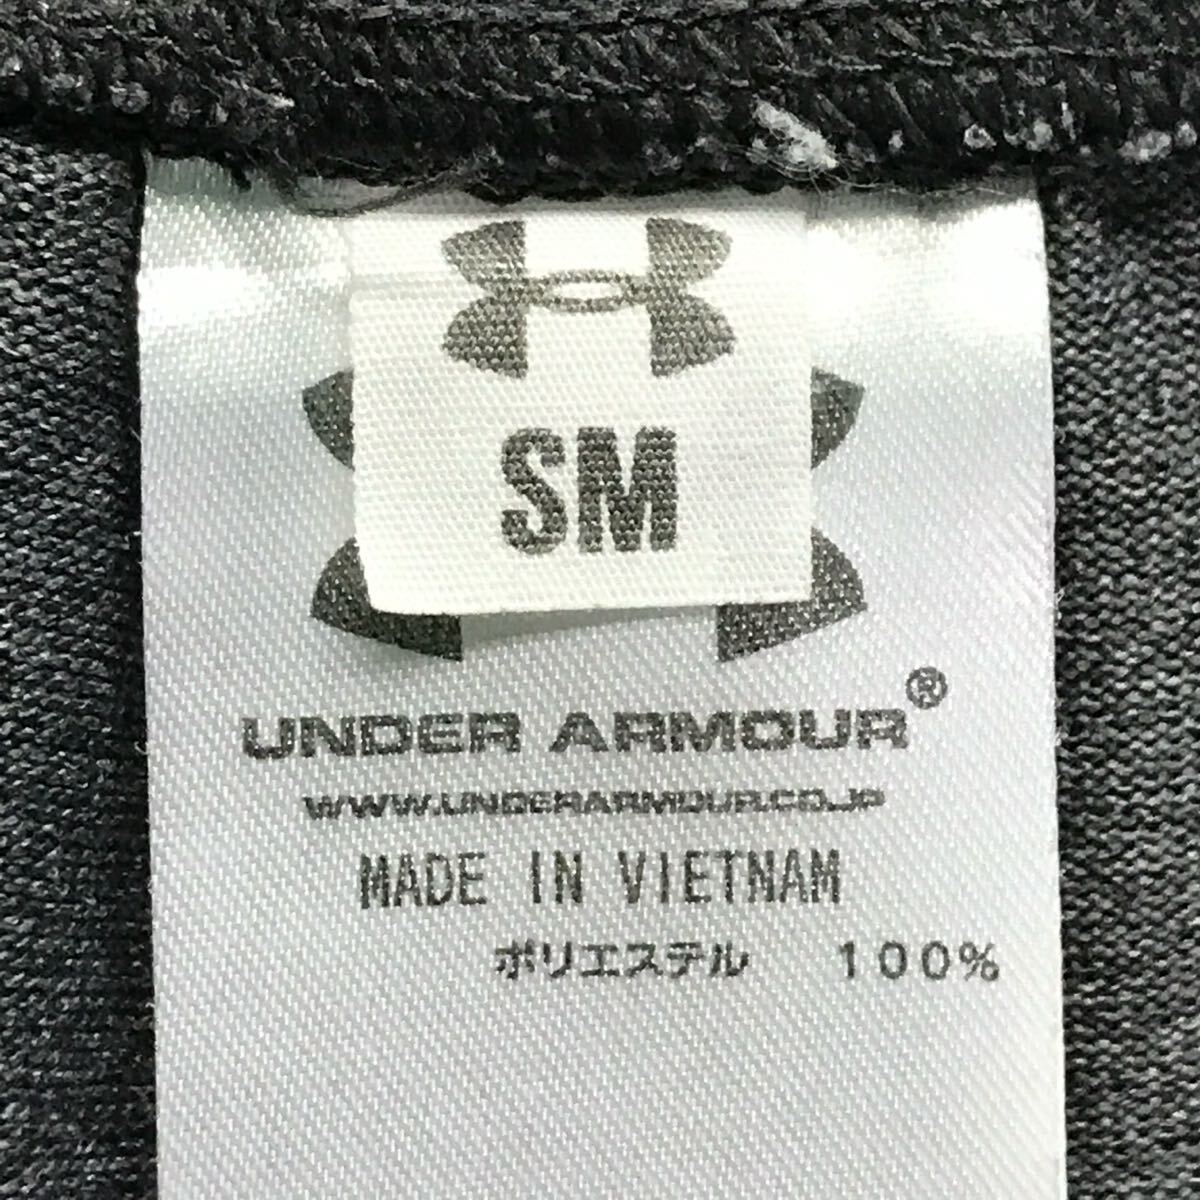 SM
UNDER ARMOUR®
WWW.UNDERARMOUR.CO.JP
MADE IN VIETNAM
ポリエステル 100%